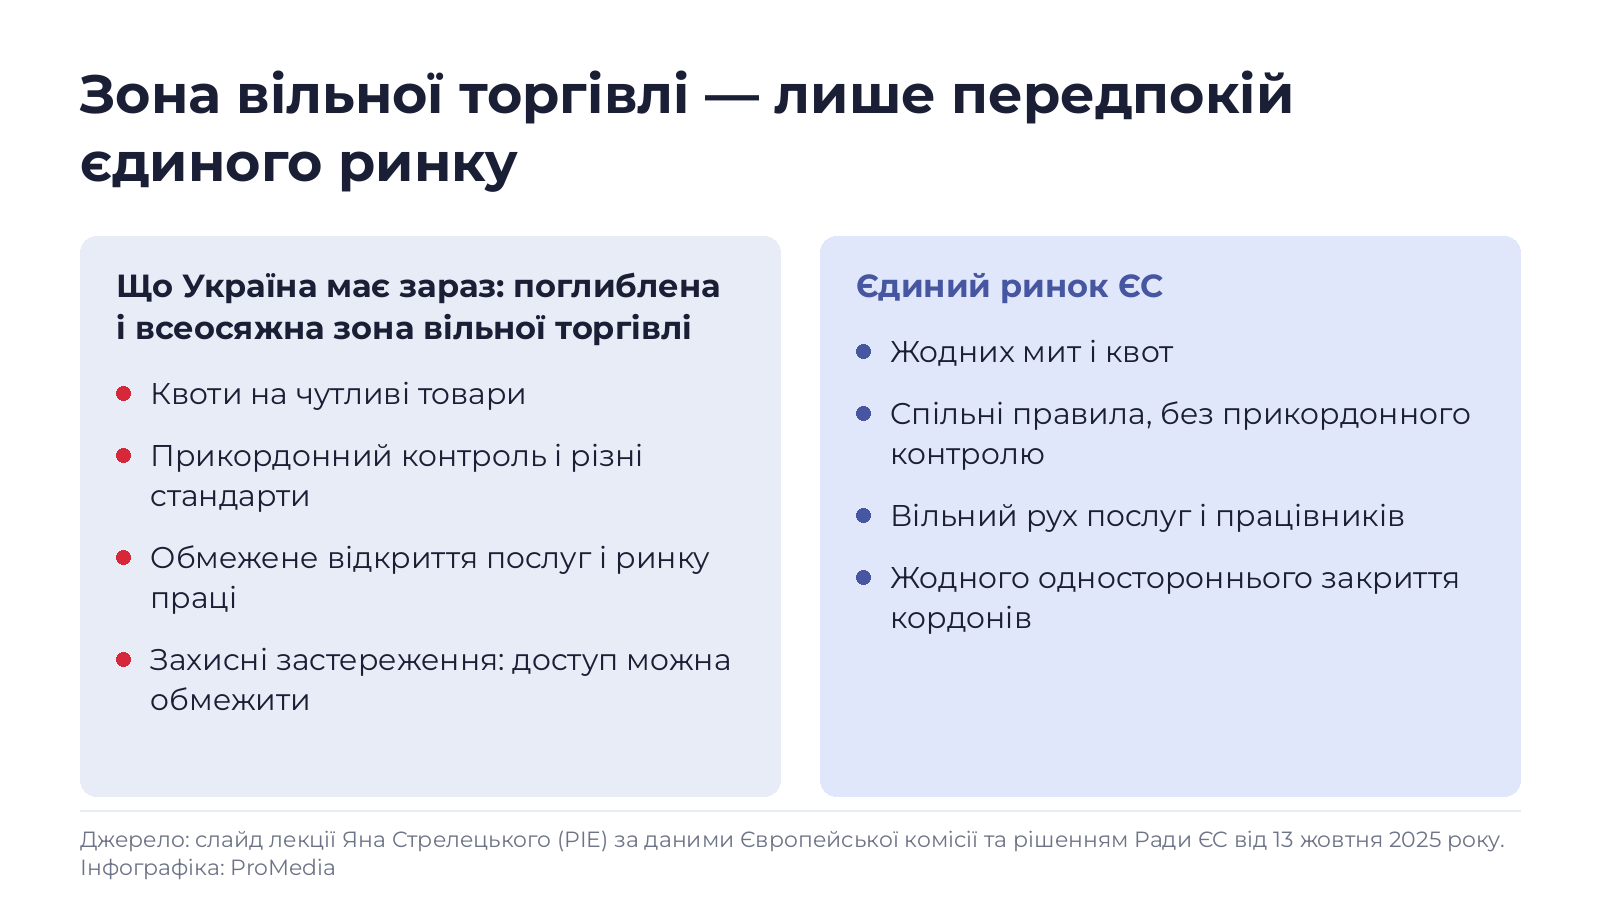 Зона вільної торгівлі — лише передпокій
єдиного ринку
Що Україна має зараз: поглиблена
і всеосяжна зона вільної торгівлі
Квоти на чутливі товари
Прикордонний контроль і різні
стандарти
Обмежене відкриття послуг і ринку
праці
Захисні застереження: доступ можна
обмежити
Єдиний ринок ЄС
Жодних мит і квот
Спільні правила, без прикордонного
контролю
Вільний рух послуг і працівників
Жодного одностороннього закриття
кордонів
Джерело: слайд лекції Яна Стрелецького (PIE) за даними Європейської комісії та рішенням Ради ЄС від 13 жовтня 2025 року.
Інфографіка: ProMedia